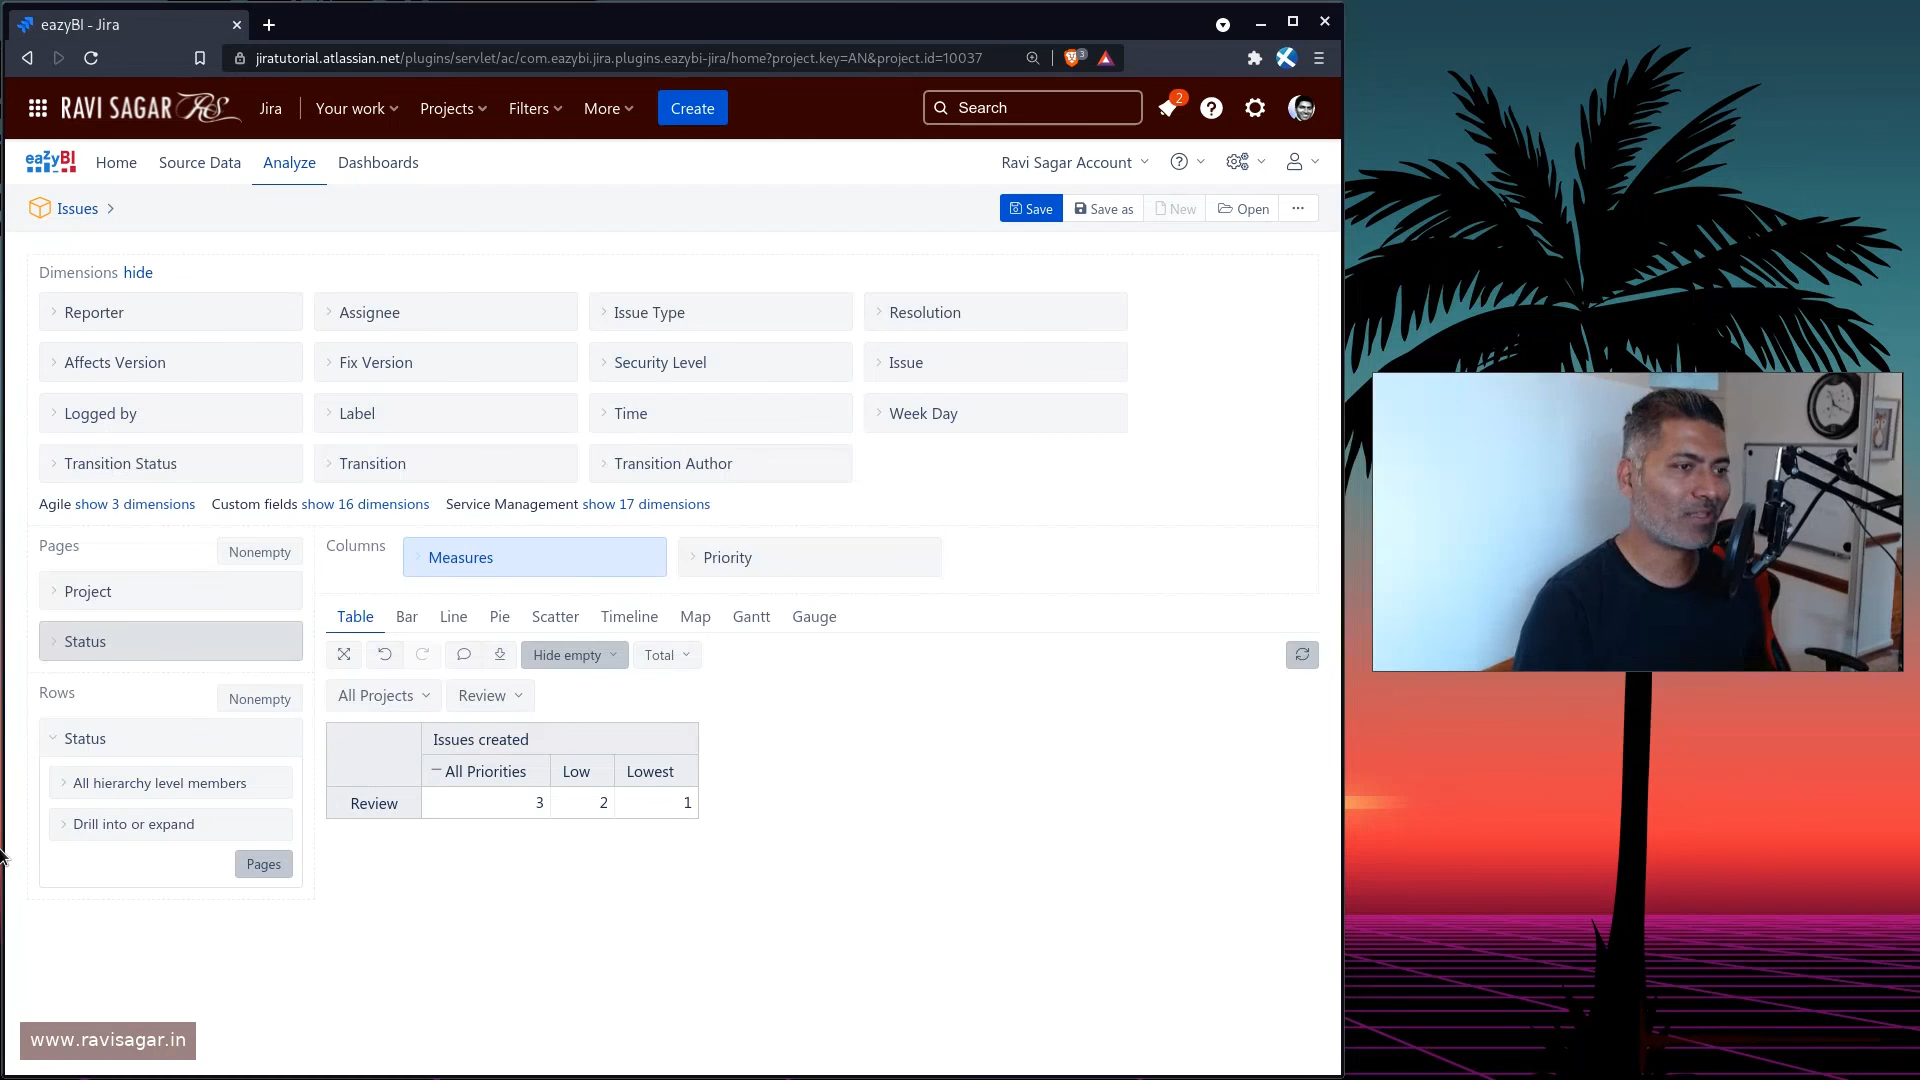 eazyBI - Jira
jiratutorial.atlassian.net/plugins/servlet/ac/com.eazybi.jira.plugins.eazybi-jira/home?project.key=AN&project.id=10037
3
RAVI SAGAR RS
Jira
Your work
Projects
Filters
More
Create
Search
2
eazyBI
Home
Source Data
Analyze
Dashboards
Ravi Sagar Account
Issues
Save
Save as
New
Open
Dimensions hide
Reporter
Assignee
Issue Type
Resolution
Affects Version
Fix Version
Security Level
Issue
Logged by
Label
Time
Week Day
Transition Status
Transition
Transition Author
Agile show 3 dimensions
Custom fields show 16 dimensions
Service Management show 17 dimensions
Pages
Nonempty
Project
Status
Columns
Measures
Priority
Table
Bar
Line
Pie
Scatter
Timeline
Map
Gantt
Gauge
Hide empty
Total
All Projects
Review
Rows
Nonempty
Status
All hierarchy level members
Drill into or expand
Pages
Issues created
All Priorities
Low
Lowest
Review
3
2
1
www.ravisagar.in